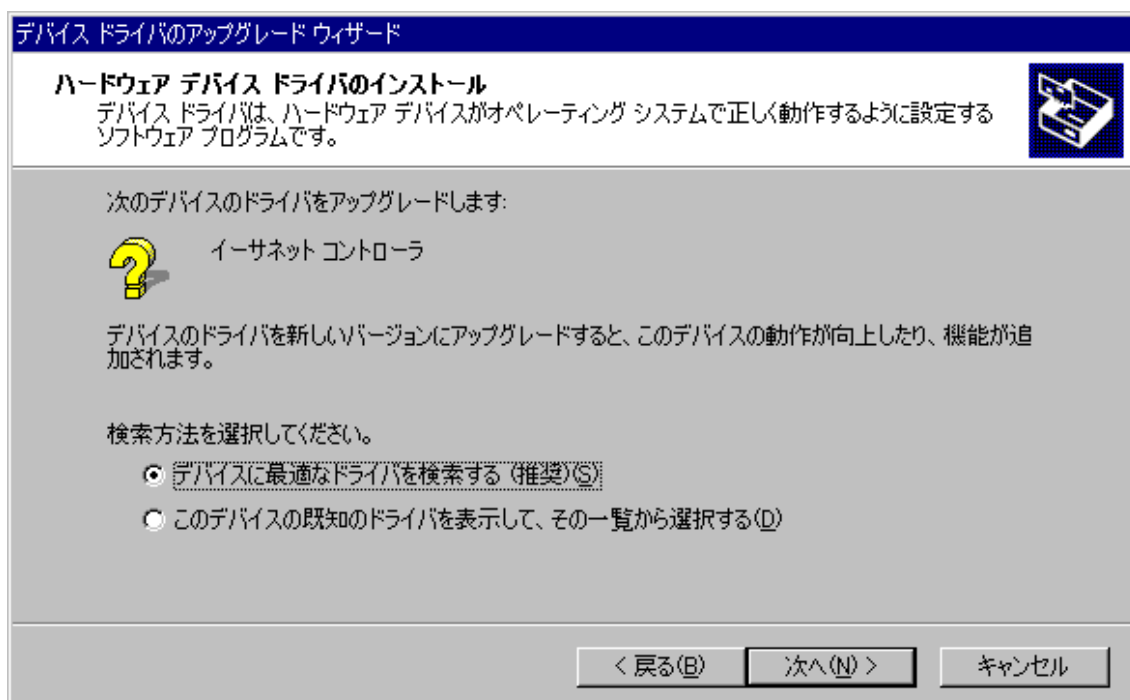 デバイス ドライバのアップグレード ウィザード
ハードウェア デバイス ドライバのインストール
デバイス ドライバは、ハードウェア デバイスがオペレーティング システムで正しく動作するように設定する
ソフトウェア プログラムです。
次のデバイスのドライバをアップグレードします:
イーサネット コントローラ
デバイスのドライバを新しいバージョンにアップグレードすると、このデバイスの動作が向上したり、機能が追
加されます。
検索方法を選択してください。
デバイスに最適なドライバを検索する (推奨)(S)
このデバイスの既知のドライバを表示して、その一覧から選択する(D)
< 戻る(B) 次へ(N) > キャンセル